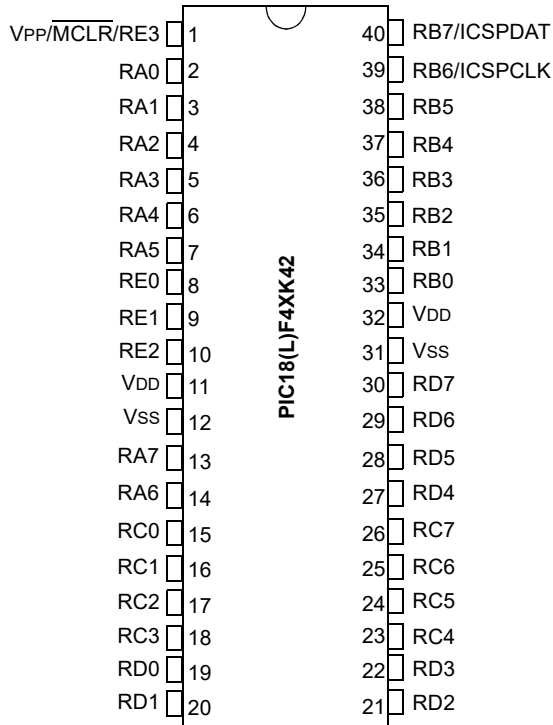 VPP/MCLR/RE3 1 40 RB7/ICSPDAT
RA0 2 39 RB6/ICSPCLK
RA1 3 38 RB5
RA2 4 37 RB4
RA3 5 36 RB3
RA4 6 35 RB2
RA5 7 34 RB1
RE0 8 33 RB0
RE1 9 32 VDD
RE2 10 31 VSS
VDD 11 30 RD7
VSS 12 29 RD6
RA7 13 28 RD5
RA6 14 27 RD4
RC0 15 26 RC7
RC1 16 25 RC6
RC2 17 24 RC5
RC3 18 23 RC4
RD0 19 22 RD3
RD1 20 21 RD2
PIC18(L)F4XK42